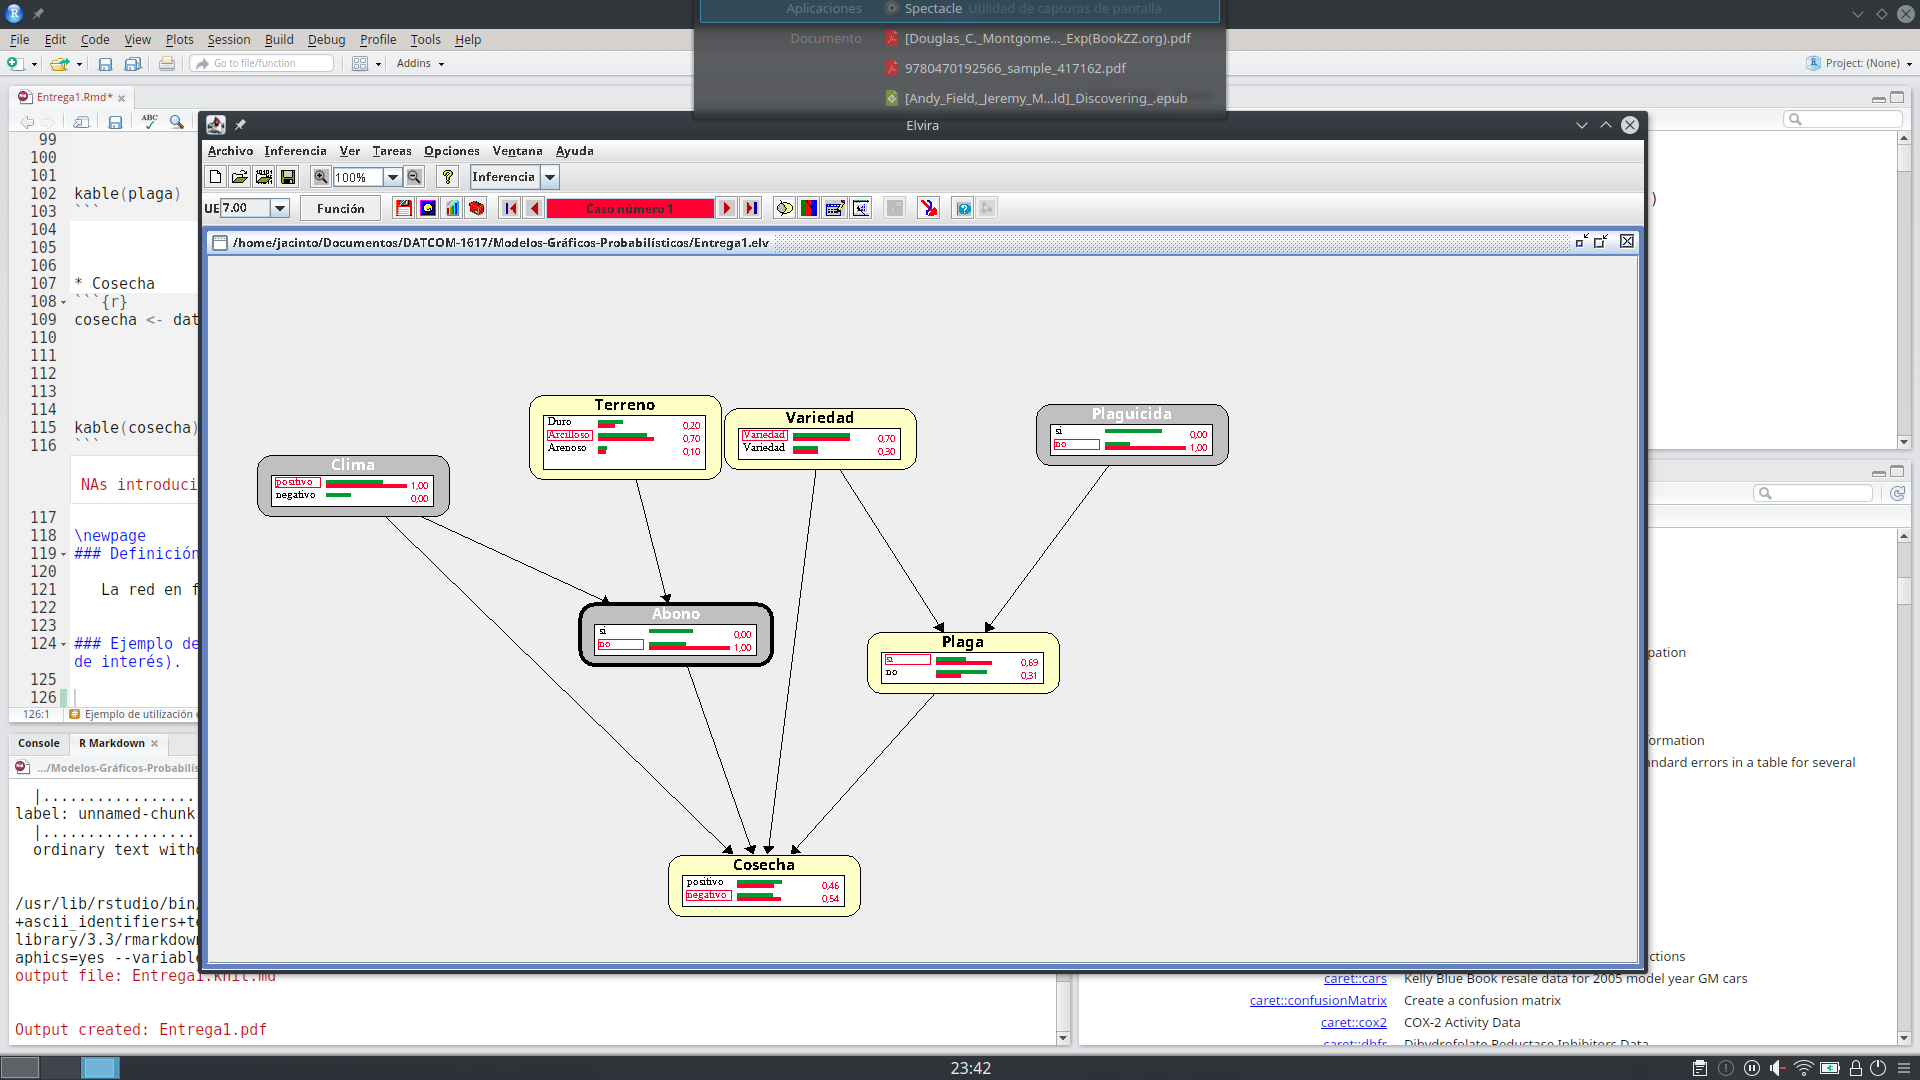 Aplicaciones Spectacle Utilidad de capturas de pantalla
Documento [Douglas_C._Montgome..._Exp(BookZZ.org).pdf
9780470192566_sample_417162.pdf
[Andy_Field,_Jeremy_M...ld]_Discovering_.epub
File Edit Code View Plots Session Build Debug Profile Tools Help
Go to file/function Addins Project: (None)
Entrega1.Rmd*
ABC
99
100
101
102 kable(plaga)
103 ```
104
105
106
107 * Cosecha
108 ```{r}
109 cosecha <- dat
110
111
112
113
114
115 kable(cosecha)
116 ```
NAs introduci
117
118 \newpage
119 ### Definición
120
121 La red en f
122
123
124 ### Ejemplo de
de interés).
125
126
126:1 # Ejemplo de utilización
Console R Markdown
.../Modelos-Gráficos-Probabilís
|.................
label: unnamed-chunk
|.................
ordinary text witho
/usr/lib/rstudio/bin/
+ascii_identifiers+te
library/3.3/rmarkdown
aphics=yes --variable
output file: Entrega1.knit.md
Output created: Entrega1.pdf
Elvira
Archivo Inferencia Ver Tareas Opciones Ventana Ayuda
100% ? Inferencia
UE 7.00 Función Caso número 1
/home/jacinto/Documentos/DATCOM-1617/Modelos-Gráficos-Probabilísticos/Entrega1.elv
Terreno
Duro 0,20
Arcilloso 0,70
Arenoso 0,10
Variedad
Variedad 0,70
Variedad 0,30
Plaguicida
si 0,00
no 1,00
Clima
positivo 1,00
negativo 0,00
Abono
si 0,00
no 1,00
Plaga
si 0,69
no 0,31
Cosecha
positivo 0,46
negativo 0,54
)
pation
ormation
andard errors in a table for several
ctions
caret::cars Kelly Blue Book resale data for 2005 model year GM cars
caret::confusionMatrix Create a confusion matrix
caret::cox2 COX-2 Activity Data
caret::dhfr Dihydrofolate Reductase Inhibitors Data
23:42